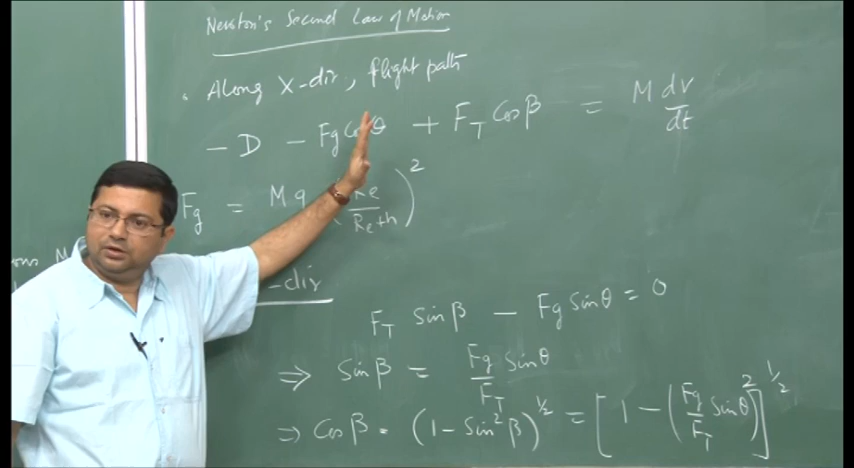 Newton's Second Law of Motion
. Along X-dir, flight path
- D - Fg Cosθ + F_T Cosβ = M dv/dt
Fg = M g (Re/(Re+h))^2
-dir
F_T Sinβ - Fg Sinθ = 0
⇒ Sinβ = Fg/F_T Sinθ
⇒ Cosβ = (1 - Sin^2 β)^1/2 = [1 - (Fg/F_T Sinθ)^2]^1/2